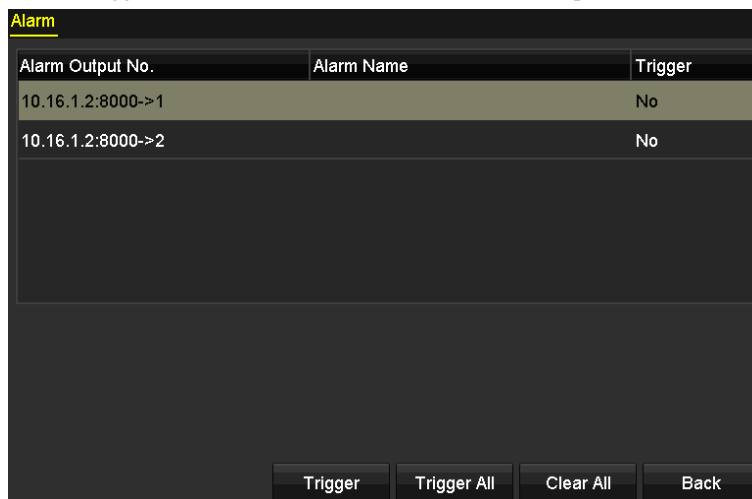 Alarm
Alarm Output No. Alarm Name Trigger
10.16.1.2:8000->1 No
10.16.1.2:8000->2 No
Trigger Trigger All Clear All Back